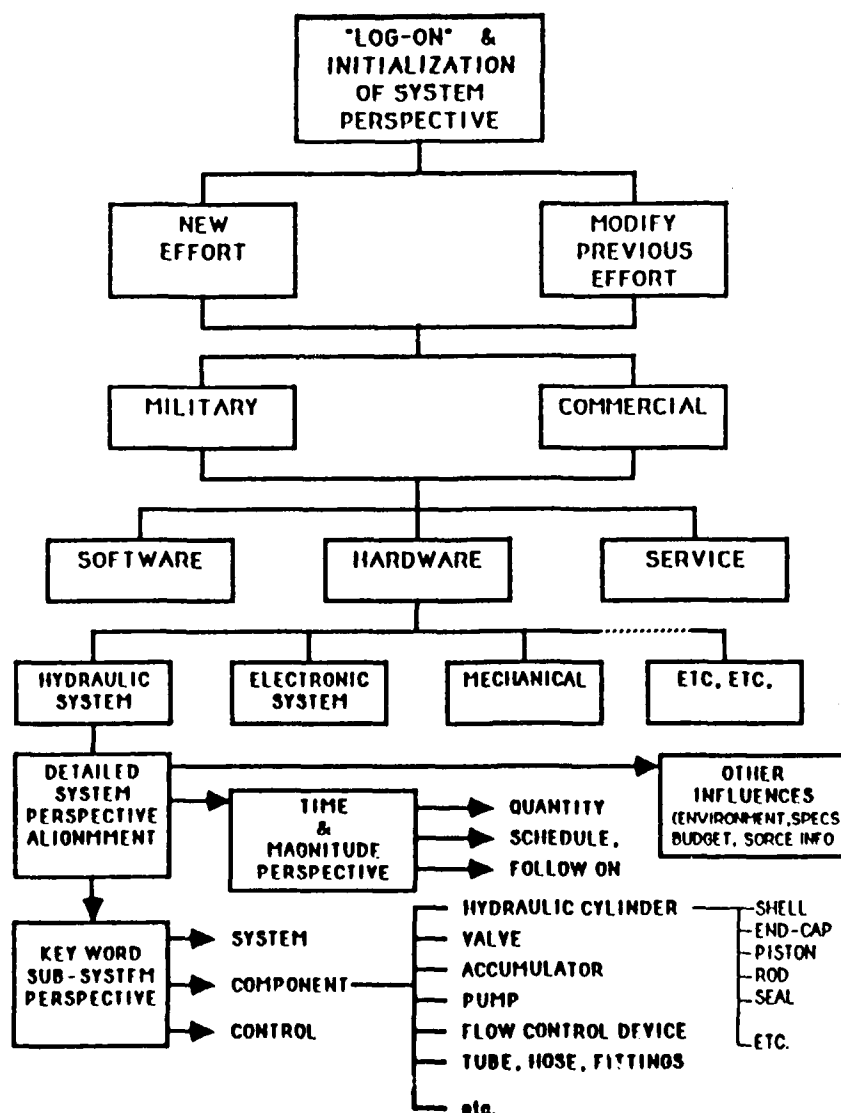 "LOG-ON" &
INITIALIZATION
OF SYSTEM
PERSPECTIVE
NEW
EFFORT
MODIFY
PREVIOUS
EFFORT
MILITARY
COMMERCIAL
SOFTWARE
HARDWARE
SERVICE
HYDRAULIC
SYSTEM
ELECTRONIC
SYSTEM
MECHANICAL
ETC, ETC,
DETAILED
SYSTEM
PERSPECTIVE
ALIONMMENT
TIME
&
MAGNITUDE
PERSPECTIVE
QUANTITY
SCHEDULE,
FOLLOW ON
OTHER
INFLUENCES
(ENVIRONMENT, SPECS
BUDGET, SORCE INFO
KEY WORD
SUB-SYSTEM
PERSPECTIVE
SYSTEM
COMPONENT
CONTROL
HYDRAULIC CYLINDER
VALVE
ACCUMULATOR
PUMP
FLOW CONTROL DEVICE
TUBE, HOSE, FITTINGS
etc.
SHELL
END-CAP
PISTON
ROD
SEAL
ETC.